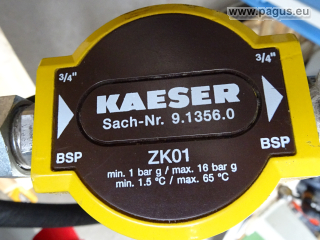 www.pagus.eu
3/4"
3/4"
KAESER
Sach-Nr. 9.1356.0
BSP
BSP
ZK01
min. 1 bar g / max. 16 bar g
min. 1.5 °C / max. 65 °C